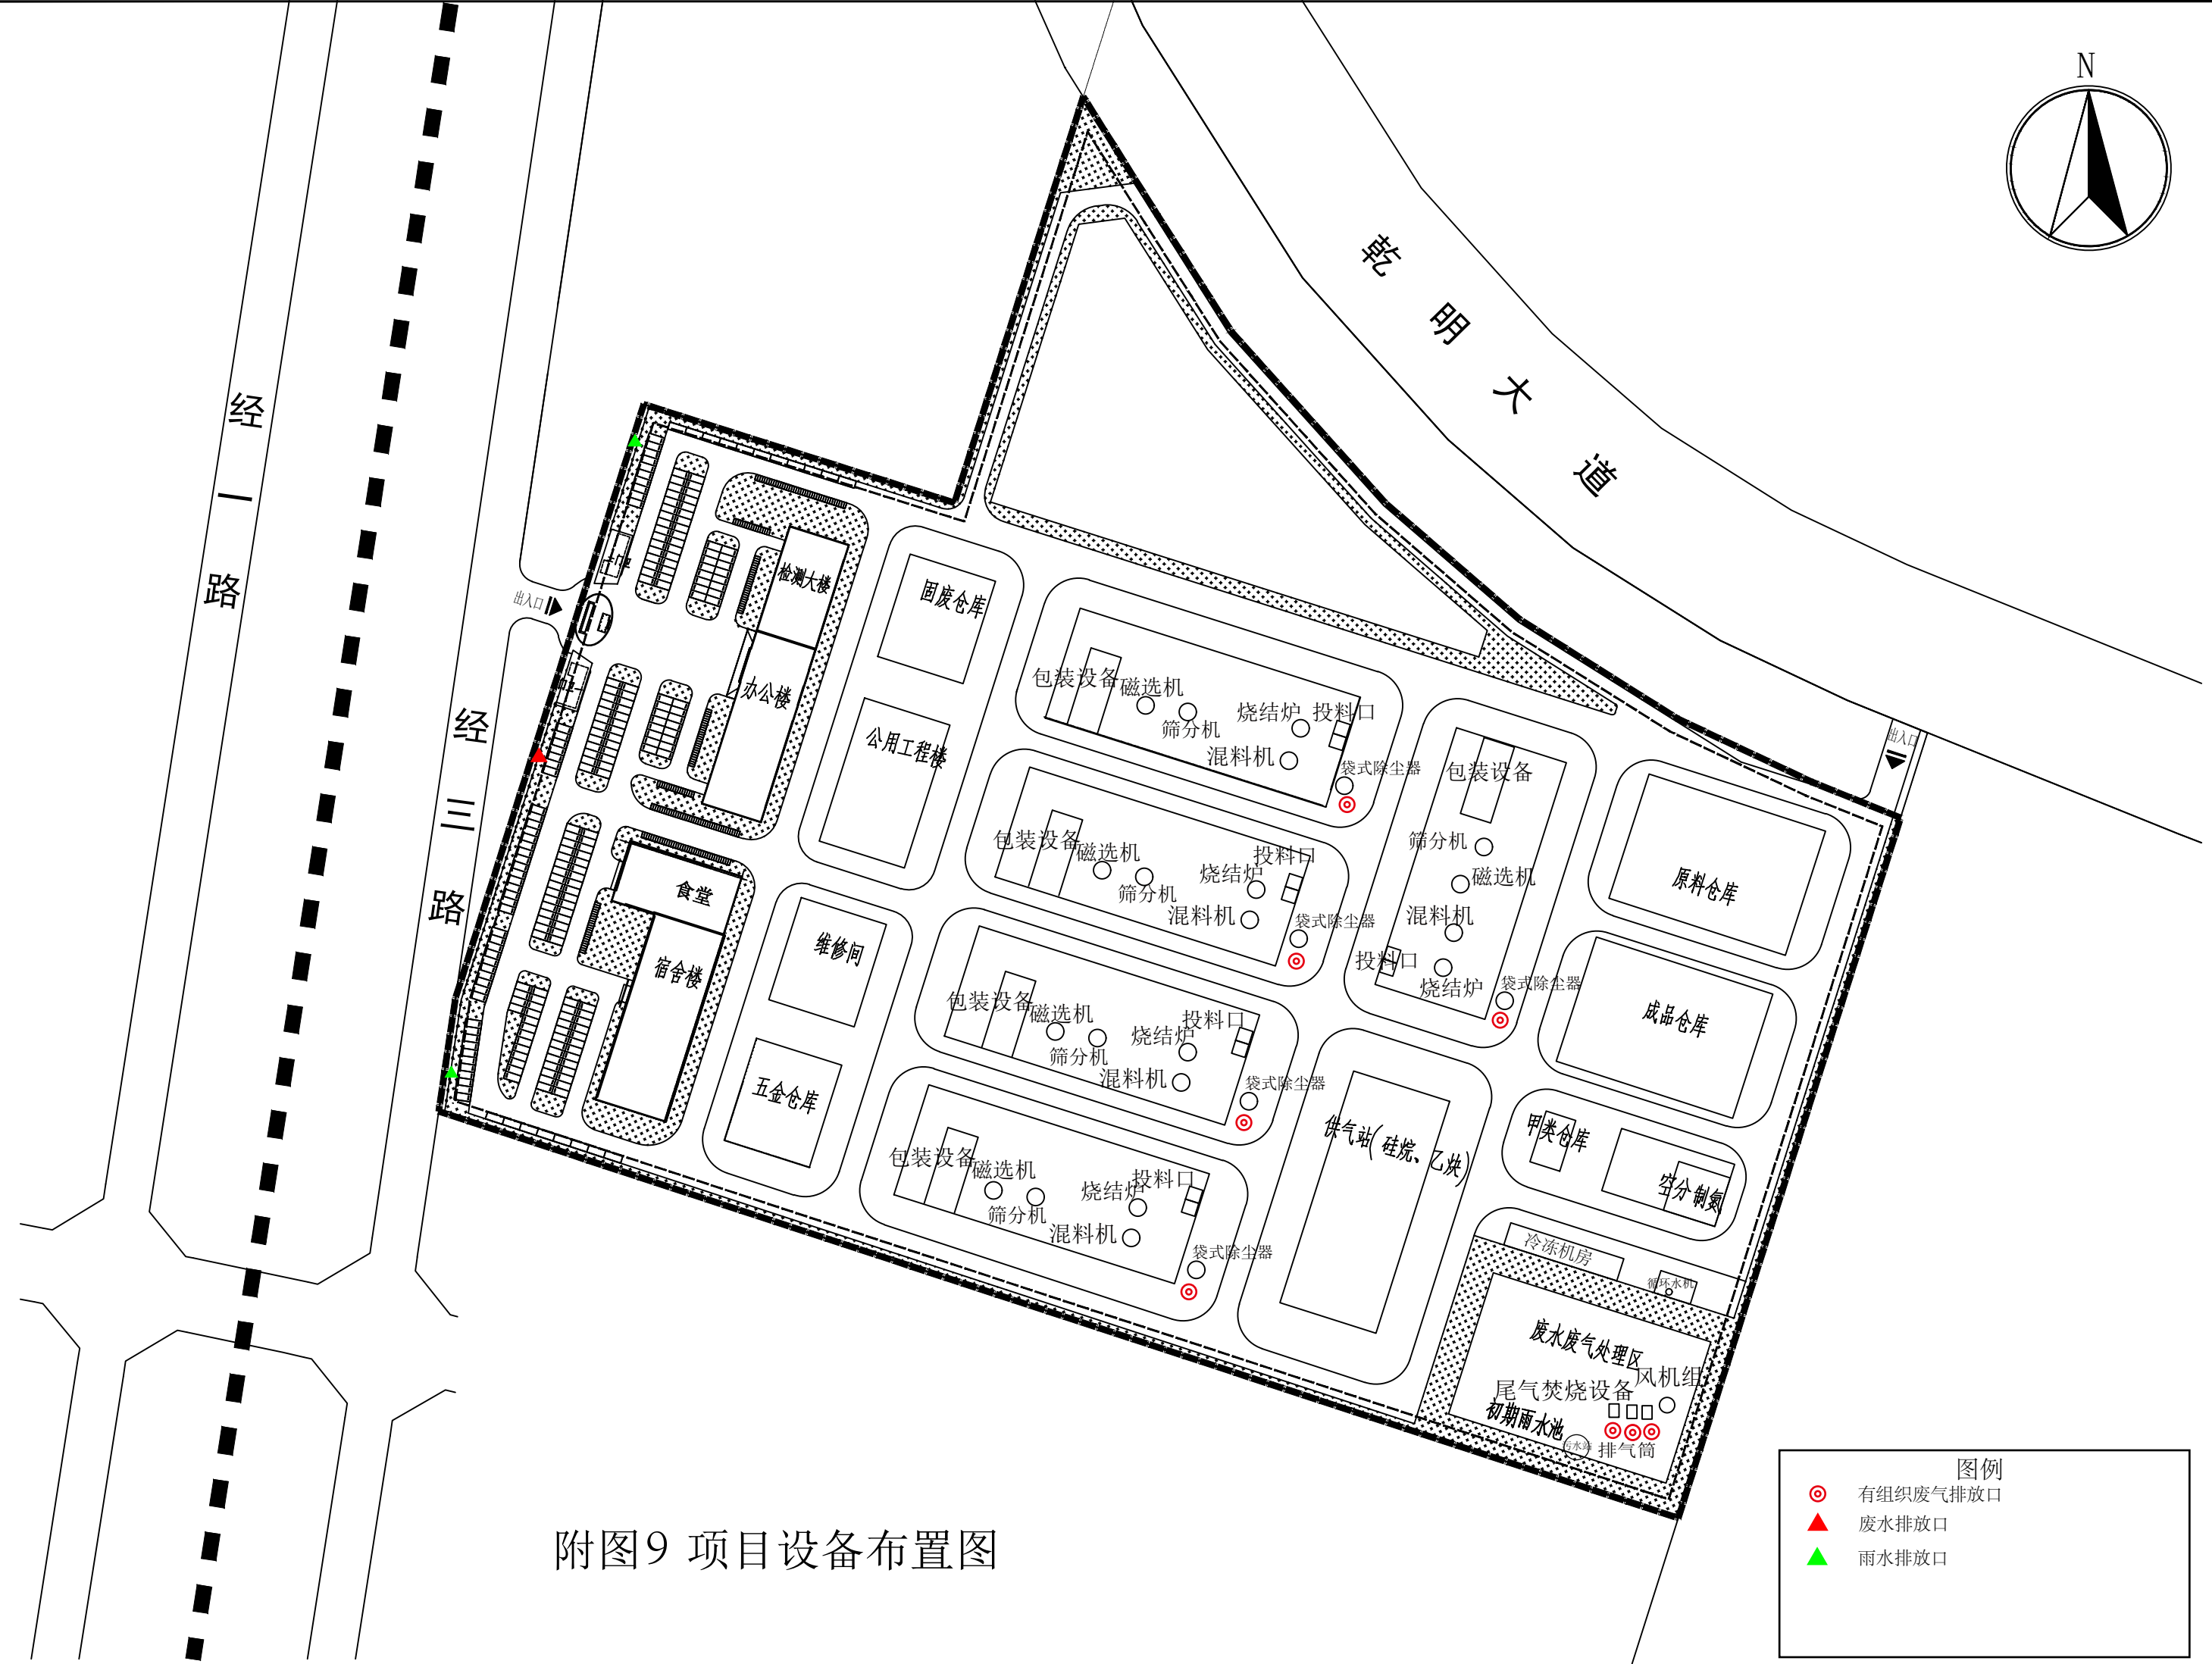 N
乾明大道
经一路
经三路
出入口
出入口
门卫
门卫
检测大楼
办公楼
食堂
宿舍楼
固废仓库
公用工程楼
维修间
五金仓库
包装设备
磁选机
筛分机
烧结炉
投料口
混料机
袋式除尘器
包装设备
磁选机
筛分机
烧结炉
投料口
混料机
袋式除尘器
包装设备
磁选机
筛分机
烧结炉
投料口
混料机
袋式除尘器
包装设备
磁选机
筛分机
烧结炉
投料口
混料机
袋式除尘器
包装设备
筛分机
磁选机
混料机
投料口
烧结炉
袋式除尘器
原料仓库
成品仓库
甲类仓库
空分制氮
供气站(硅烷、乙炔)
冷冻机房
循环水机
废水废气处理区
风机组
尾气焚烧设备
初期雨水池
污水站
排气筒
图例
有组织废气排放口
废水排放口
雨水排放口
附图9 项目设备布置图